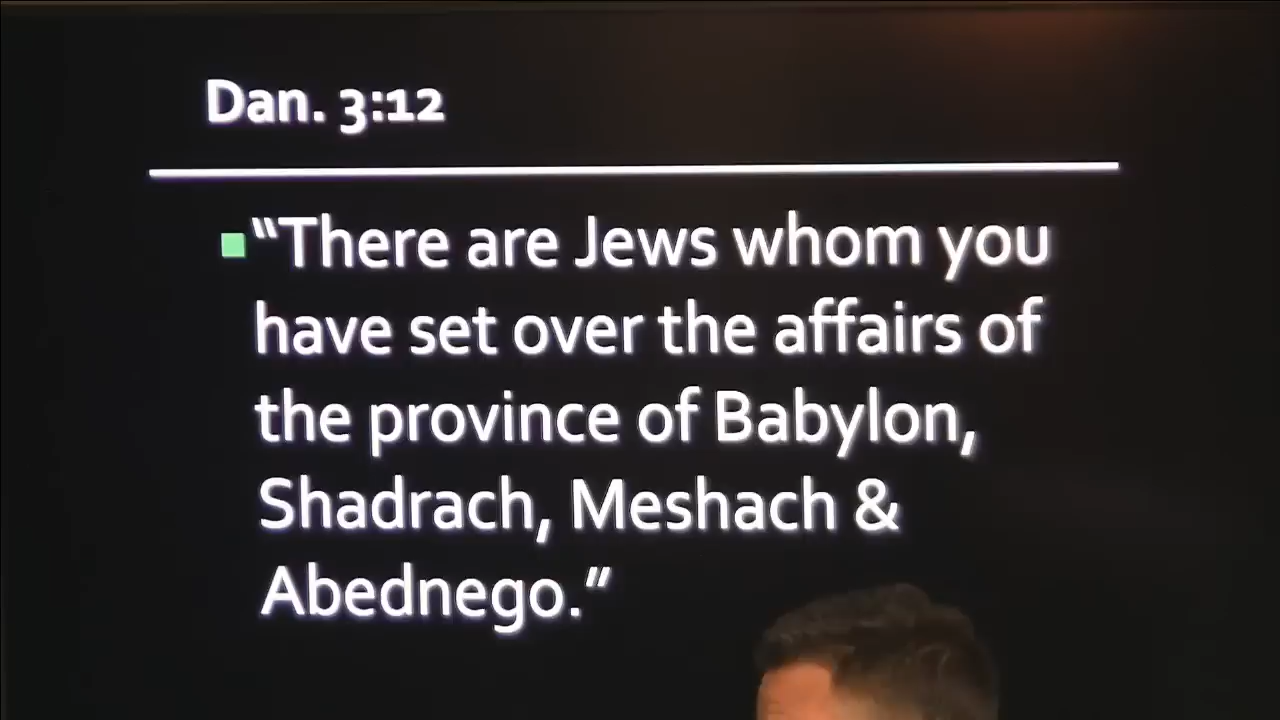 Dan. 3:12
“There are Jews whom you
have set over the affairs of
the province of Babylon,
Shadrach, Meshach &
Abednego.”